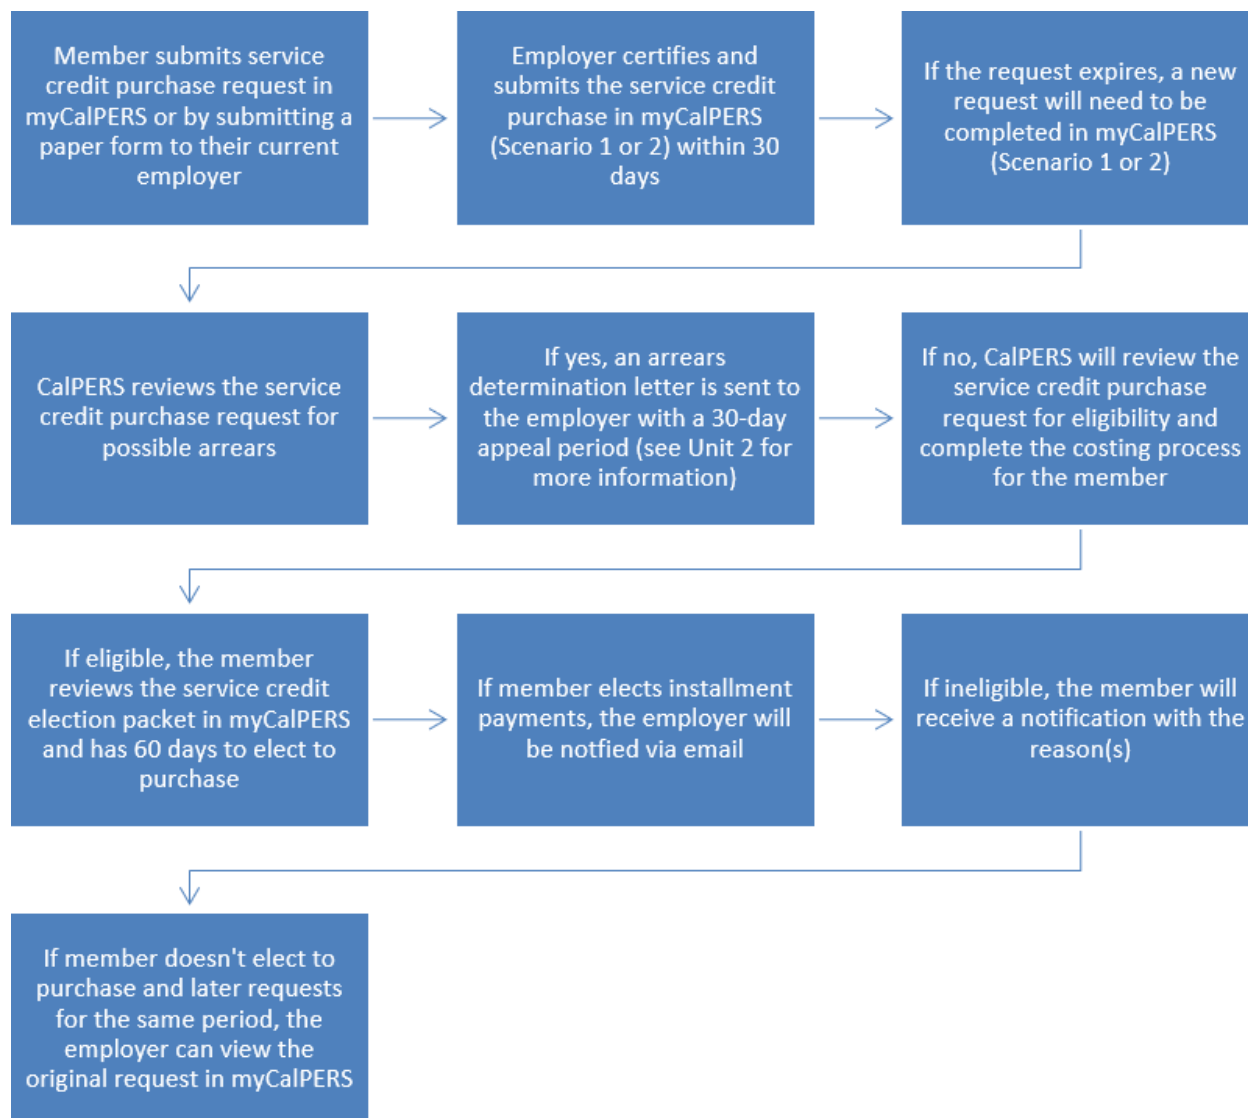 Member submits service
credit purchase request in
myCalPERS or by submitting a
paper form to their current
employer
Employer certifies and
submits the service credit
purchase in myCalPERS
(Scenario 1 or 2) within 30
days
If the request expires, a new
request will need to be
completed in myCalPERS
(Scenario 1 or 2)
CalPERS reviews the service
credit purchase request for
possible arrears
If yes, an arrears
determination letter is sent to
the employer with a 30-day
appeal period (see Unit 2 for
more information)
If no, CalPERS will review the
service credit purchase
request for eligibility and
complete the costing process
for the member
If eligible, the member
reviews the service credit
election packet in myCalPERS
and has 60 days to elect to
purchase
If member elects installment
payments, the employer will
be notfied via email
If ineligible, the member will
receive a notification with the
reason(s)
If member doesn't elect to
purchase and later requests
for the same period, the
employer can view the
original request in myCalPERS